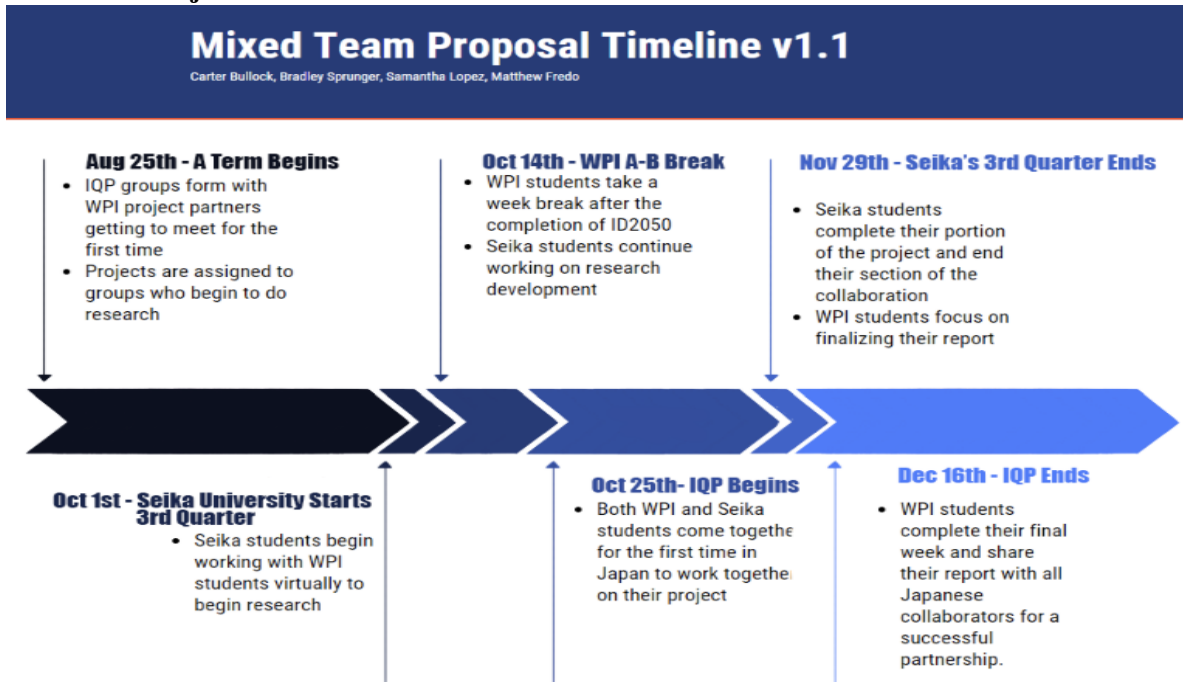 Mixed Team Proposal Timeline v1.1
Carter Bullock, Bradley Sprunger, Samantha Lopez, Matthew Fredo
Aug 25th - A Term Begins
• IQP groups form with
WPI project partners
getting to meet for the
first time
• Projects are assigned to
groups who begin to do
research
Oct 14th - WPI A-B Break
• WPI students take a
week break after the
completion of ID2050
• Seika students continue
working on research
development
Nov 29th - Seika's 3rd Quarter Ends
• Seika students
complete their portion
of the project and end
their section of the
collaboration
• WPI students focus on
finalizing their report
Oct 1st - Seika University Starts
3rd Quarter
• Seika students begin
working with WPI
students virtually to
begin research
Oct 25th- IQP Begins
• Both WPI and Seika
students come togethe
for the first time in
Japan to work togethe
on their project
Dec 16th - IQP Ends
• WPI students
complete their final
week and share
their report with all
Japanese
collaborators for a
successful
partnership.